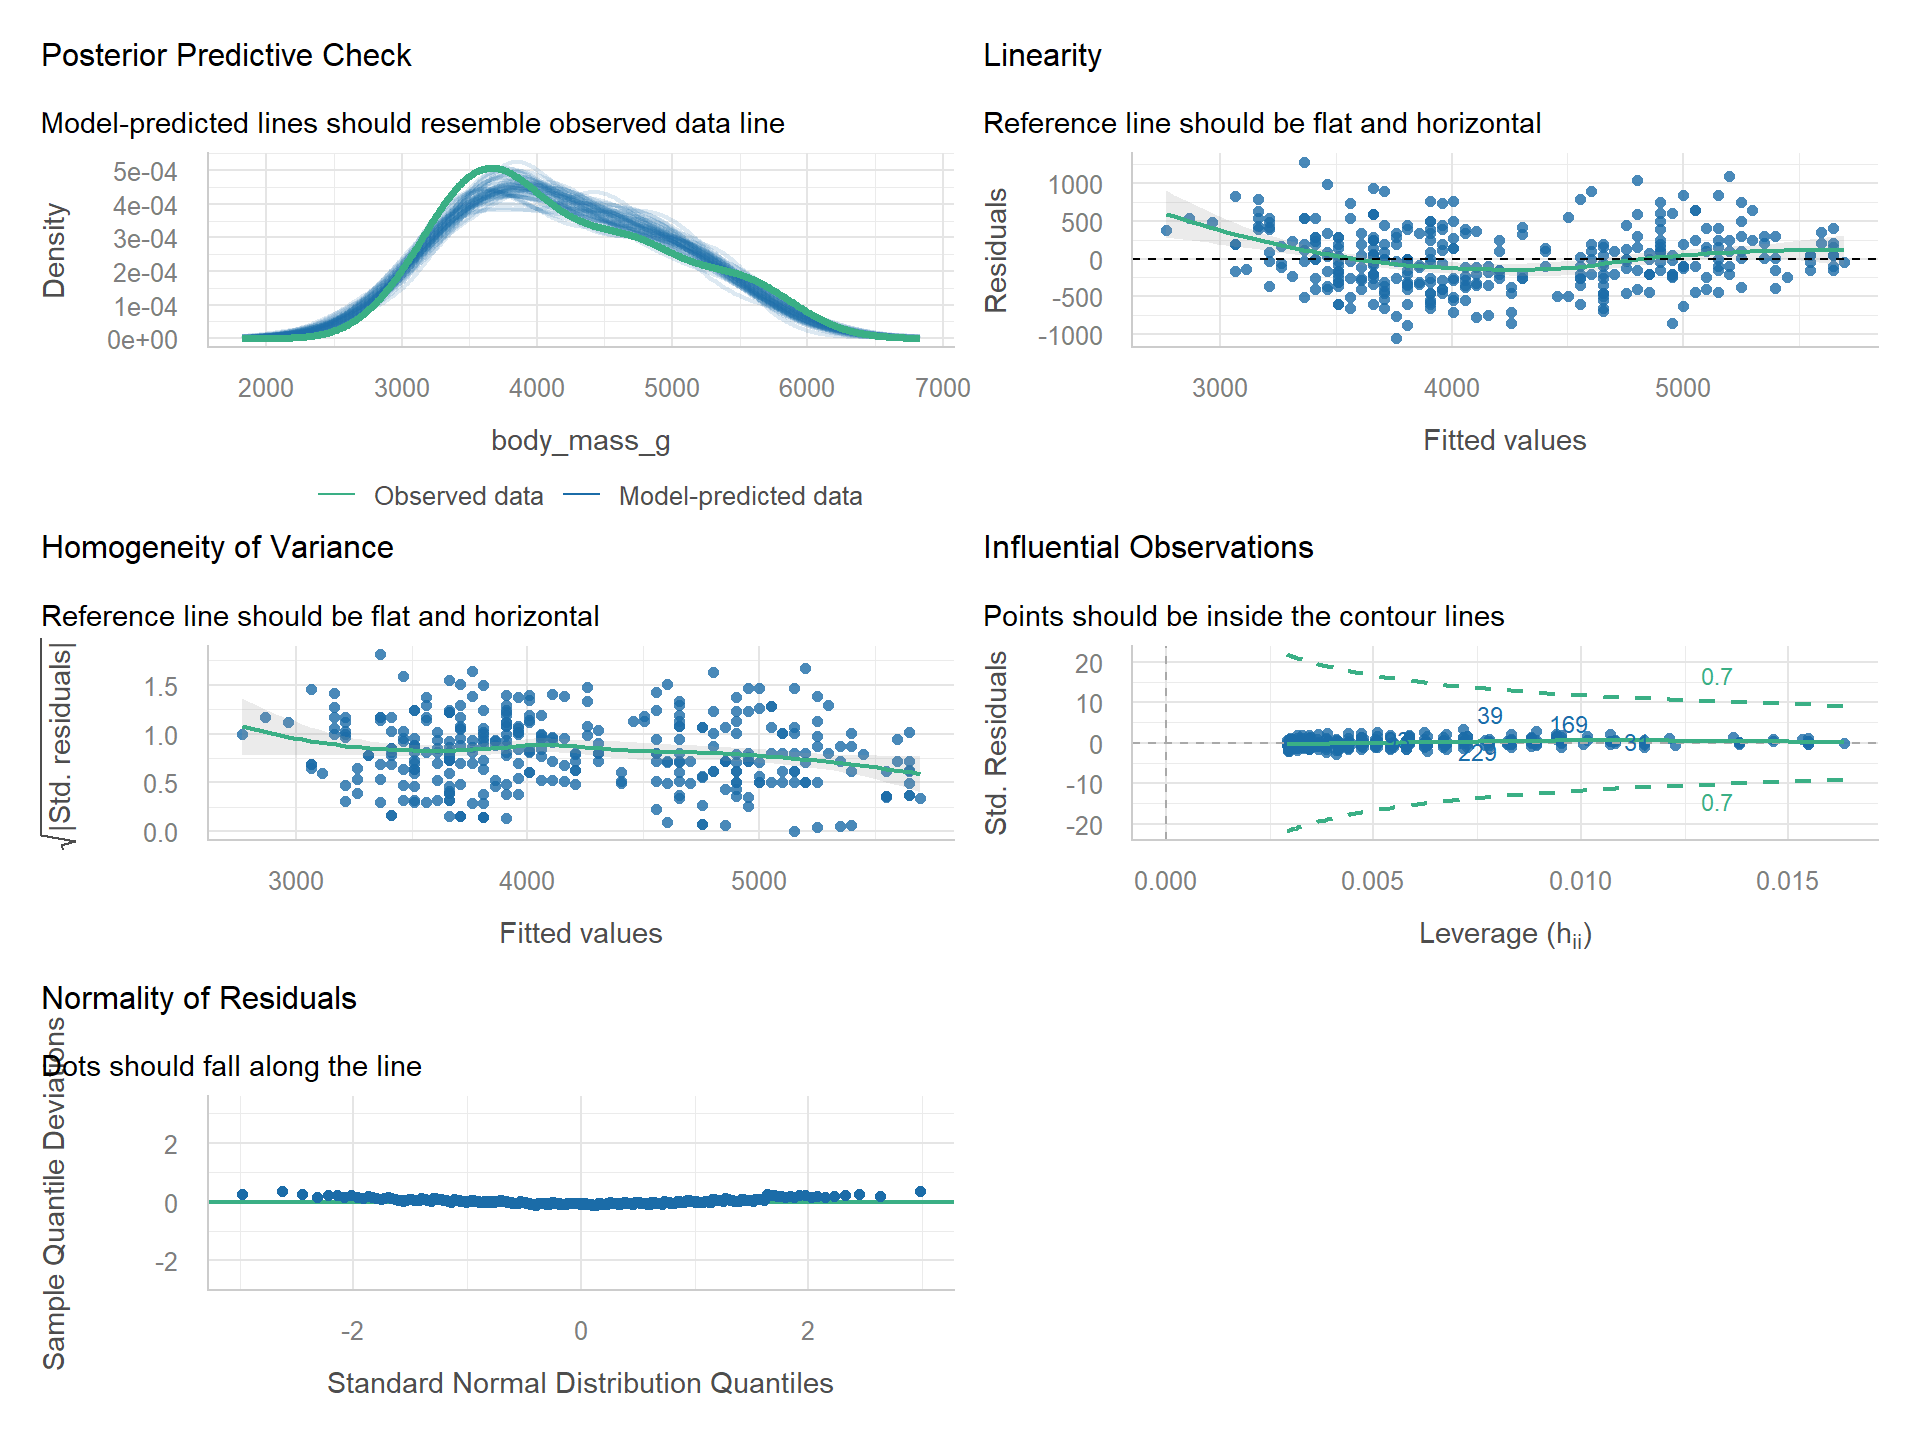 Posterior Predictive Check
Model-predicted lines should resemble observed data line
Density
5e-04
4e-04
3e-04
2e-04
1e-04
0e+00
2000 3000 4000 5000 6000 7000
body_mass_g
Observed data Model-predicted data
Linearity
Reference line should be flat and horizontal
Residuals
1000
500
0
-500
-1000
3000 4000 5000
Fitted values
Homogeneity of Variance
Reference line should be flat and horizontal
√|Std. residuals|
1.5
1.0
0.5
0.0
3000 4000 5000
Fitted values
Influential Observations
Points should be inside the contour lines
Std. Residuals
20
10
0
-10
-20
0.7
39
169
31
229
0.7
0.000 0.005 0.010 0.015
Leverage (hii)
Normality of Residuals
Dots should fall along the line
Sample Quantile Deviations
2
0
-2
-2 0 2
Standard Normal Distribution Quantiles